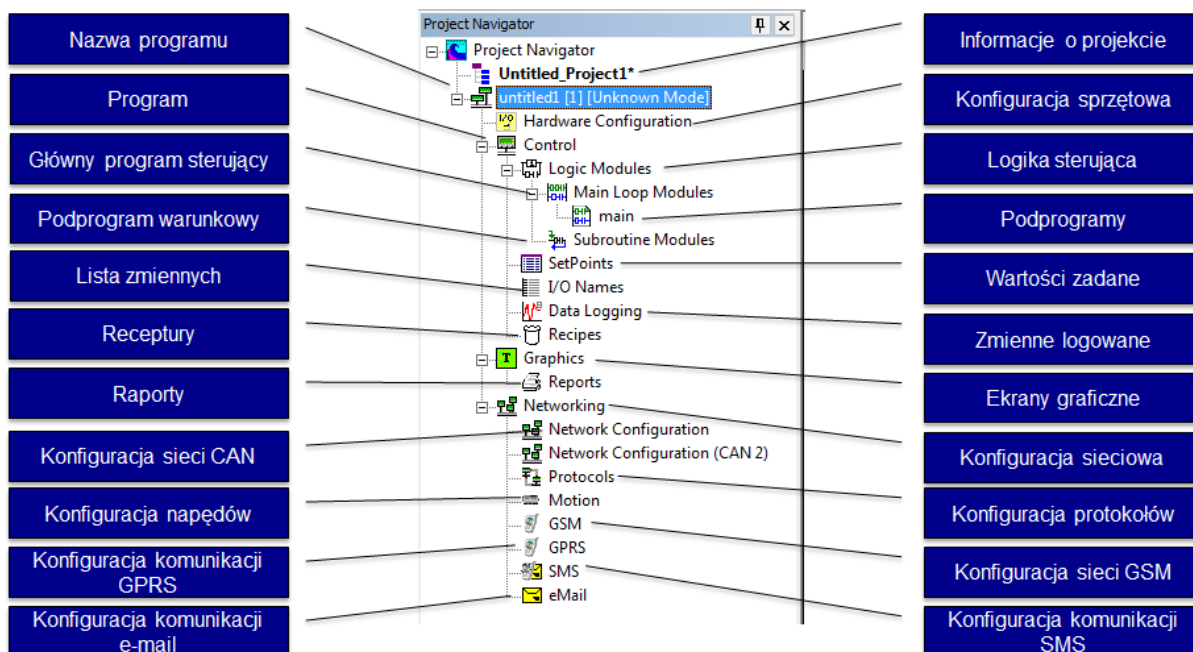 Nazwa programu
Program
Główny program sterujący
Podprogram warunkowy
Lista zmiennych
Receptury
Raporty
Konfiguracja sieci CAN
Konfiguracja napędów
Konfiguracja komunikacji
GPRS
Konfiguracja komunikacji
e-mail
Project Navigator
Project Navigator
Untitled_Project1*
untitled1 [1] [Unknown Mode]
Hardware Configuration
Control
Logic Modules
Main Loop Modules
main
Subroutine Modules
SetPoints
I/O Names
Data Logging
Recipes
Graphics
Reports
Networking
Network Configuration
Network Configuration (CAN 2)
Protocols
Motion
GSM
GPRS
SMS
eMail
Informacje o projekcie
Konfiguracja sprzętowa
Logika sterująca
Podprogramy
Wartości zadane
Zmienne logowane
Ekrany graficzne
Konfiguracja sieciowa
Konfiguracja protokołów
Konfiguracja sieci GSM
Konfiguracja komunikacji
SMS